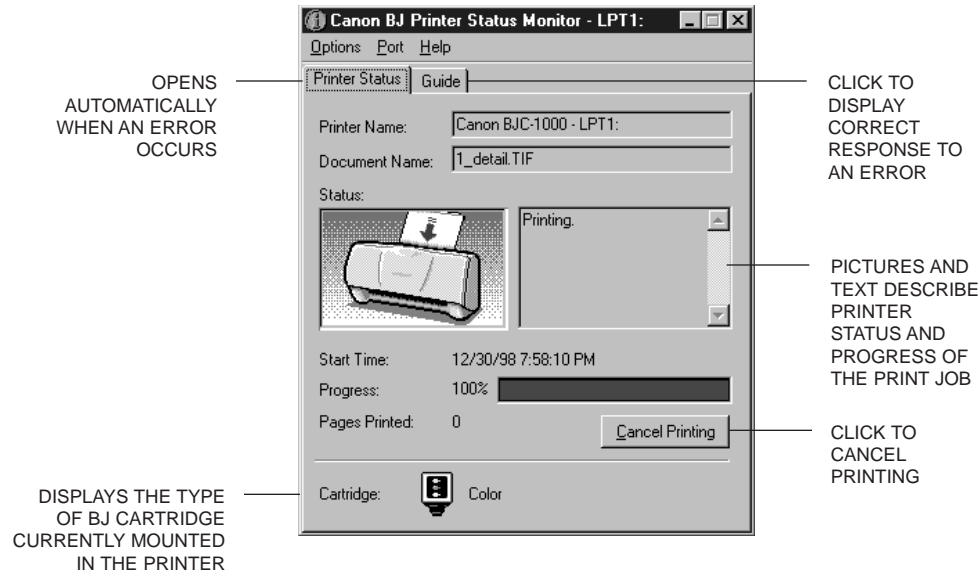 Canon BJ Printer Status Monitor - LPT1:
Options Port Help
Printer Status Guide
OPENS
AUTOMATICALLY
WHEN AN ERROR
OCCURS
CLICK TO
DISPLAY
CORRECT
RESPONSE TO
AN ERROR
Printer Name: Canon BJC-1000 - LPT1:
Document Name: 1_detail.TIF
Status:
Printing.
PICTURES AND
TEXT DESCRIBE
PRINTER
STATUS AND
PROGRESS OF
THE PRINT JOB
Start Time: 12/30/98 7:58:10 PM
Progress: 100%
Pages Printed: 0
Cancel Printing
CLICK TO
CANCEL
PRINTING
Cartridge: Color
DISPLAYS THE TYPE
OF BJ CARTRIDGE
CURRENTLY MOUNTED
IN THE PRINTER